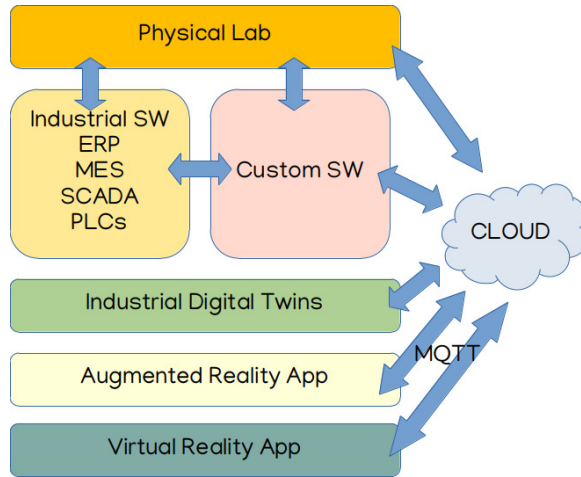 Physical Lab
Industrial SW
ERP
MES
SCADA
PLCs
Custom SW
CLOUD
Industrial Digital Twins
MQTT
Augmented Reality App
Virtual Reality App